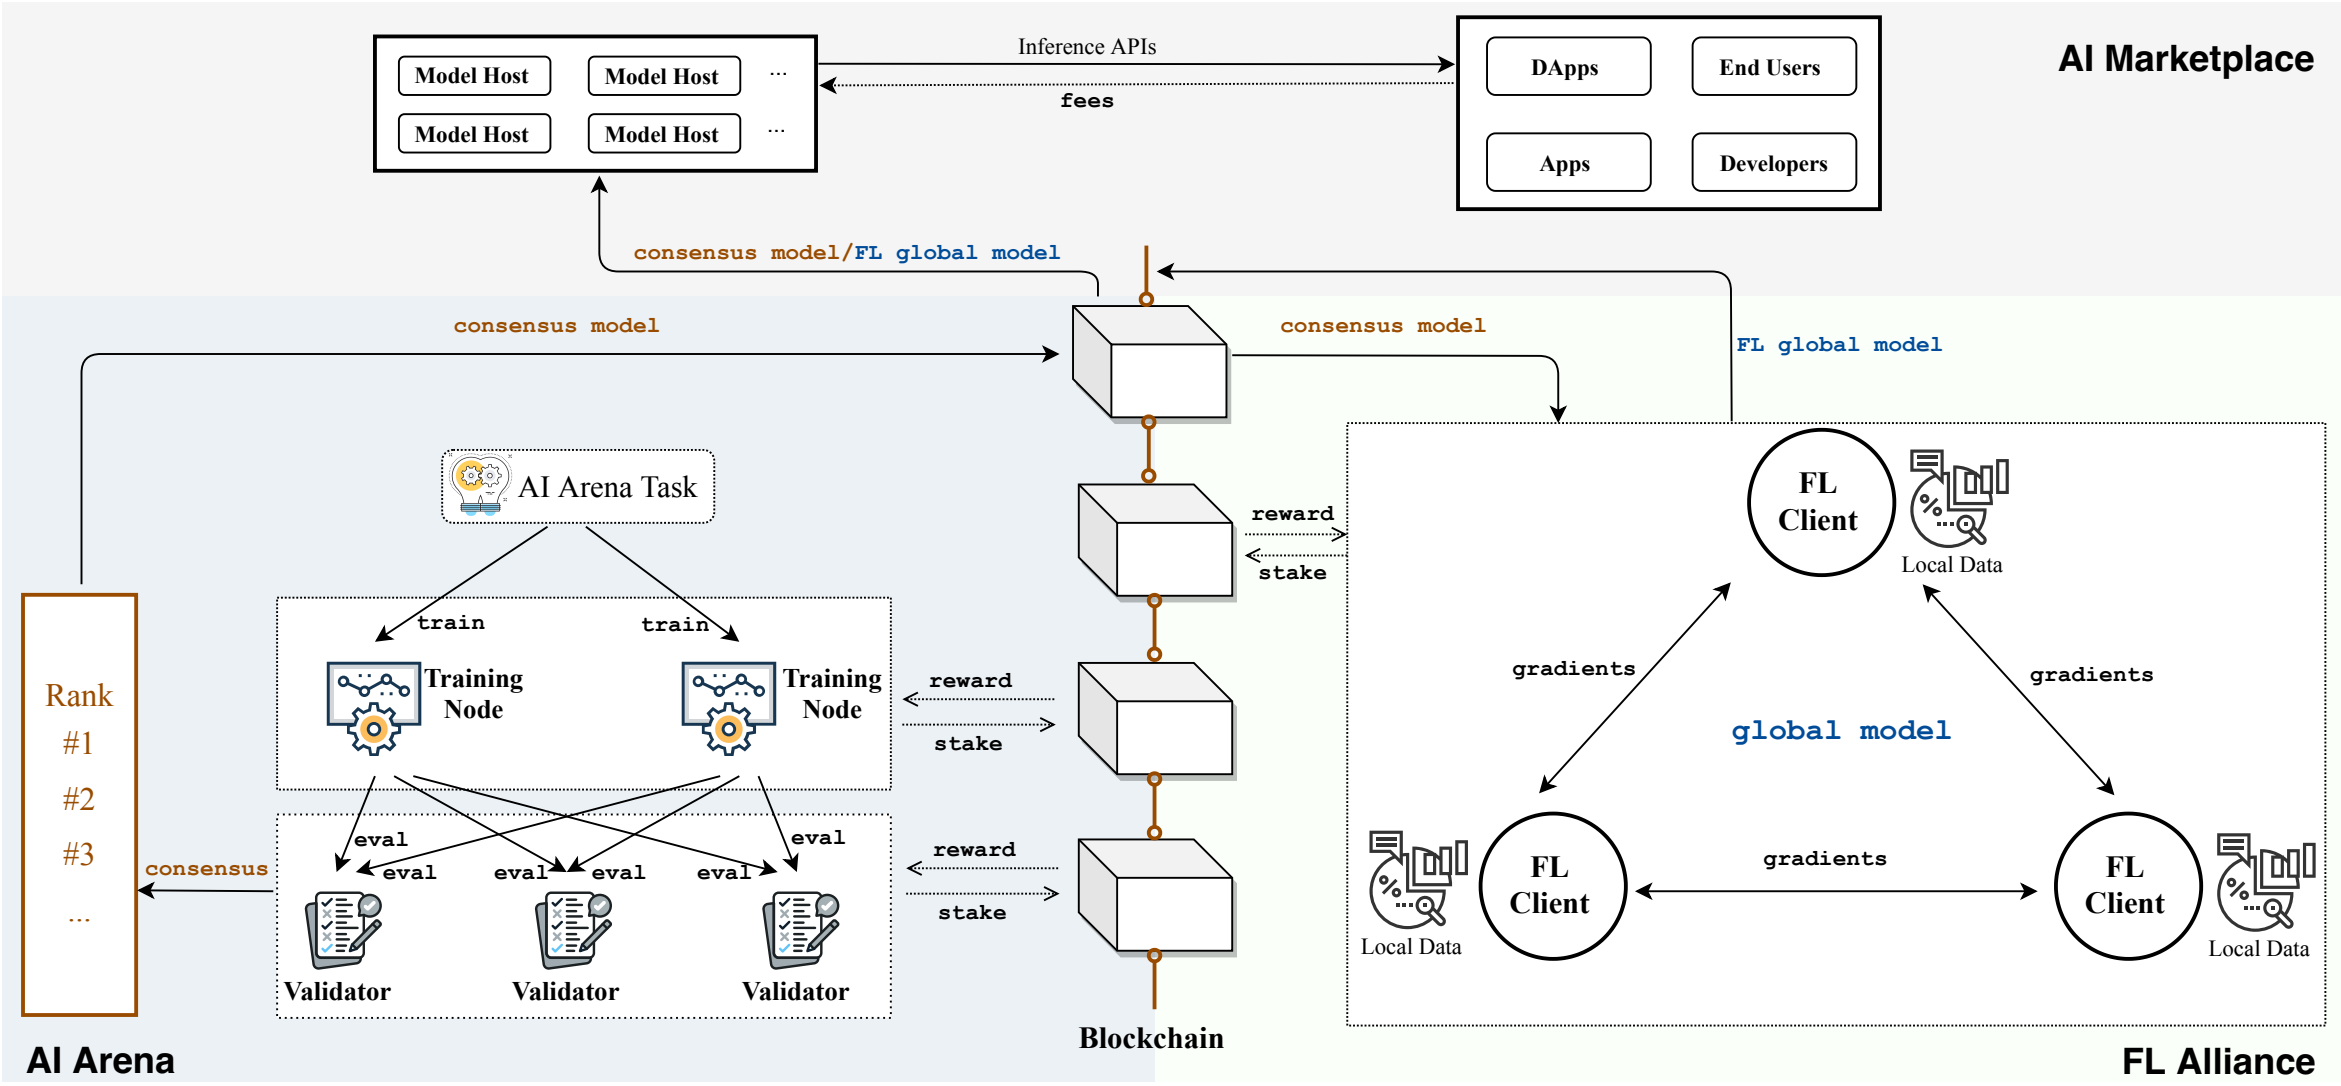 AI Marketplace
Model Host
Model Host
...
Model Host
Model Host
...
Inference APIs
fees
DApps
End Users
Apps
Developers
consensus model/FL global model
consensus model
consensus model
FL global model
AI Arena Task
train
train
Training
Node
Training
Node
reward
stake
eval
eval
eval
eval
eval
eval
reward
stake
Validator
Validator
Validator
consensus
Rank
#1
#2
#3
...
AI Arena
Blockchain
reward
stake
FL
Client
Local Data
gradients
gradients
global model
gradients
FL
Client
Local Data
FL
Client
Local Data
FL Alliance